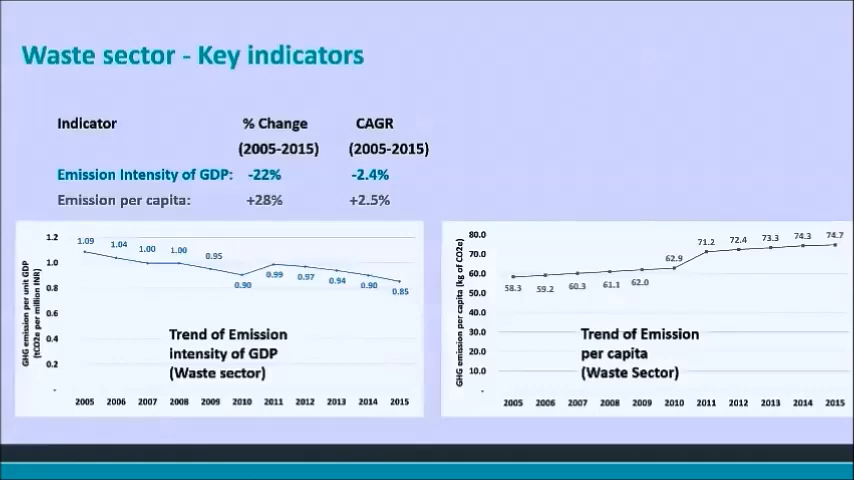 Waste sector - Key indicators
Indicator % Change CAGR
(2005-2015) (2005-2015)
Emission Intensity of GDP: -22% -2.4%
Emission per capita: +28% +2.5%
GHG emission per unit GDP
(tCO2e per million INR)
1.2
1.0
0.8
0.6
0.4
0.2
-
1.09 1.04 1.00 1.00 0.95 0.90 0.99 0.97 0.94 0.90 0.85
Trend of Emission
intensity of GDP
(Waste sector)
2005 2006 2007 2008 2009 2010 2011 2012 2013 2014 2015
GHG emission per capita (kg of CO2e)
80.0
70.0
60.0
50.0
40.0
30.0
20.0
10.0
-
58.3 59.2 60.3 61.1 62.0 62.9 71.2 72.4 73.3 74.3 74.7
Trend of Emission
per capita
(Waste Sector)
2005 2006 2007 2008 2009 2010 2011 2012 2013 2014 2015